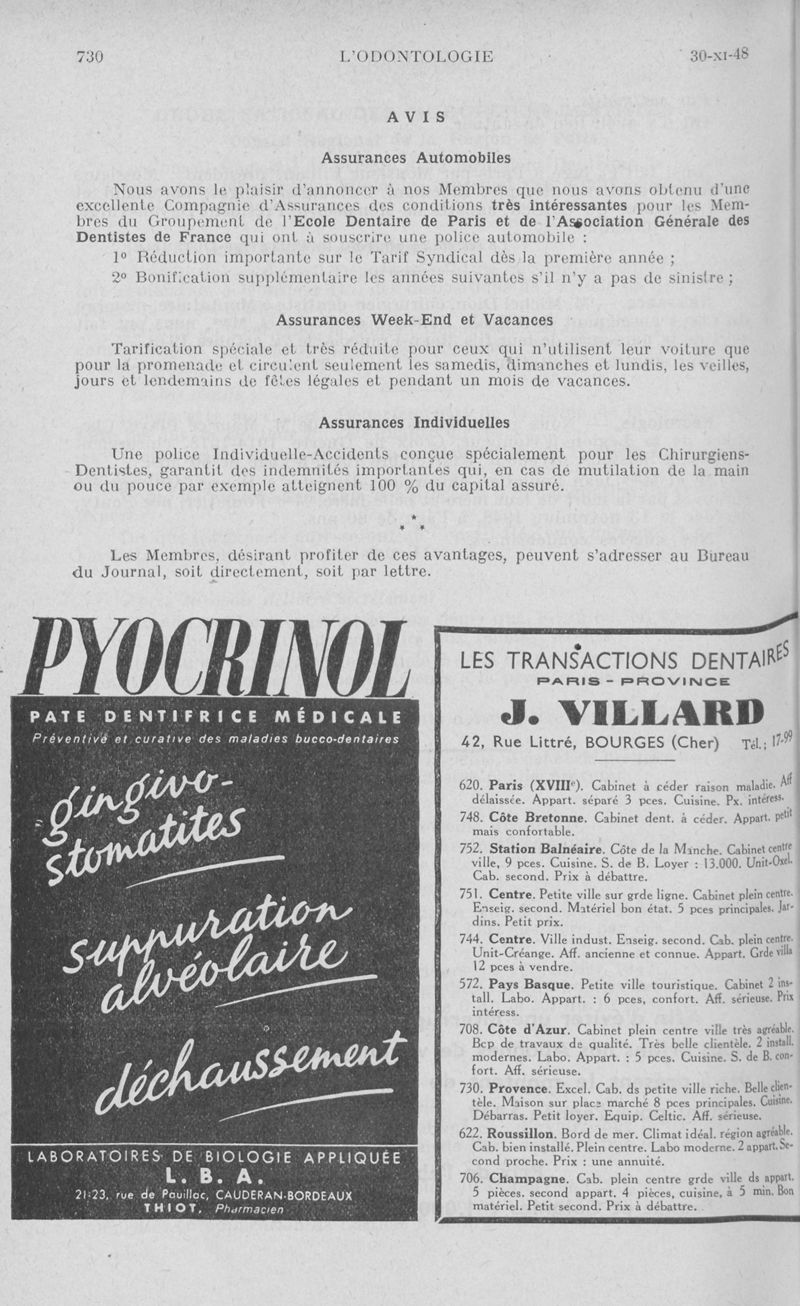 730
L'ODONTOLOGIE
30-XI-48
AVIS
Assurances Automobiles
Nous avons le plaisir d'annoncer à nos Membres que nous avons obtenu d'une
excellente Compagnie d'Assurances des conditions très intéressantes pour les Mem-
bres du Groupement de l'Ecole Dentaire de Paris et de l'Association Générale des
Dentistes de France qui ont à souscrire une police automobile :
1º Réduction importante sur le Tarif Syndical dès la première année ;
2º Bonification supplémentaire les années suivantes s'il n'y a pas de sinistre ;
Assurances Week-End et Vacances
Tarification spéciale et très réduite pour ceux qui n'utilisent leur voiture que
pour la promenade et circulent seulement les samedis, dimanches et lundis, les veilles,
jours et lendemains de fêtes légales et pendant un mois de vacances.
Assurances Individuelles
Une police Individuelle-Accidents conçue spécialement pour les Chirurgiens-
Dentistes, garantit des indemnités importantes qui, en cas de mutilation de la main
ou du pouce par exemple atteignent 100 % du capital assuré.
* * *
Les Membres, désirant profiter de ces avantages, peuvent s'adresser au Bureau
du Journal, soit directement, soit par lettre.
PYOCRINOL
PATE DENTIFRICE MÉDICALE
Préventive et curative des maladies bucco-dentaires
gingivo-
stomatites
suppuration
alvéolaire
déchaussement
LABORATOIRES DE BIOLOGIE APPLIQUÉE
L. B. A.
21-23, rue de Pauillac, CAUDERAN-BORDEAUX
THIOT, Pharmacien
LES TRANSACTIONS DENTAIRES
PARIS - PROVINCE
J. VILLARD
42, Rue Littré, BOURGES (Cher) Tél.: 17-99
620. Paris (XVIIIe). Cabinet à céder raison maladie. Aff
délaissée. Appart. séparé 3 pces. Cuisine. Px. intéress.
748. Côte Bretonne. Cabinet dent. à céder. Appart. petit
mais confortable.
752. Station Balnéaire. Côte de la Manche. Cabinet centre
ville, 9 pces. Cuisine. S. de B. Loyer : 13.000. Unit-Oxel-
Cab. second. Prix à débattre.
751. Centre. Petite ville sur grde ligne. Cabinet plein centre.
Enseig. second. Matériel bon état. 5 pces principales. Jar-
dins. Petit prix.
744. Centre. Ville indust. Enseig. second. Cab. plein centre.
Unit-Créange. Aff. ancienne et connue. Appart. Grde villa
12 pces à vendre.
572. Pays Basque. Petite ville touristique. Cabinet 2 ins-
tall. Labo. Appart. : 6 pces, confort. Aff. sérieuse. Prix
intéress.
708. Côte d'Azur. Cabinet plein centre ville très agréable.
Bcp de travaux de qualité. Très belle clientèle. 2 install.
modernes. Labo. Appart. : 5 pces. Cuisine. S. de B. con-
fort. Aff. sérieuse.
730. Provence. Excel. Cab. ds petite ville riche. Belle clien-
tèle. Maison sur place marché 8 pces principales. Cuisine.
Débarras. Petit loyer. Equip. Celtic. Aff. sérieuse.
622. Roussillon. Bord de mer. Climat idéal. région agréable.
Cab. bien installé. Plein centre. Labo moderne. 2 appart. Se-
cond proche. Prix : une annuité.
706. Champagne. Cab. plein centre grde ville ds appart.
5 pièces. second appart. 4 pièces, cuisine, à 5 min. Bon
matériel. Petit second. Prix à débattre.